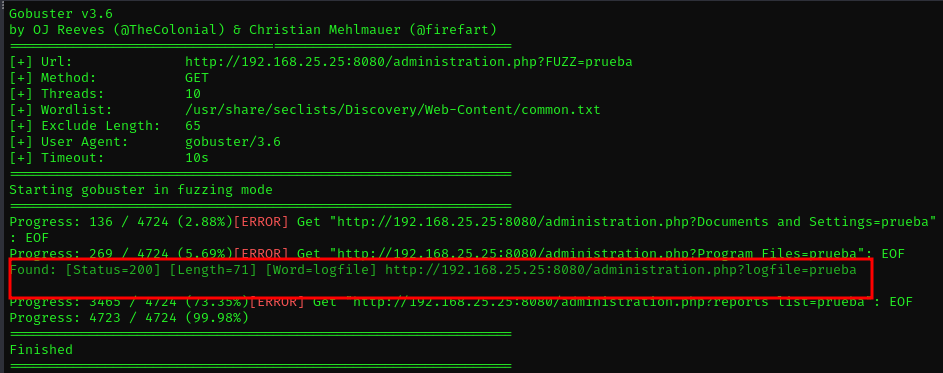 Gobuster v3.6
by OJ Reeves (@TheColonial) & Christian Mehlmauer (@firefart)
===============================================================
[+] Url:                     http://192.168.25.25:8080/administration.php?FUZZ=prueba
[+] Method:                  GET
[+] Threads:                 10
[+] Wordlist:                /usr/share/seclists/Discovery/Web-Content/common.txt
[+] Exclude Length:          65
[+] User Agent:              gobuster/3.6
[+] Timeout:                 10s
===============================================================
Starting gobuster in fuzzing mode
===============================================================
Progress: 136 / 4724 (2.88%)[ERROR] Get "http://192.168.25.25:8080/administration.php?Documents and Settings=prueba"
: EOF
Progress: 269 / 4724 (5.69%)[ERROR] Get "http://192.168.25.25:8080/administration.php?Program Files=prueba": EOF
Found: [Status=200] [Length=71] [Word=logfile] http://192.168.25.25:8080/administration.php?logfile=prueba
Progress: 3465 / 4724 (73.35%)[ERROR] Get "http://192.168.25.25:8080/administration.php?reports list=prueba": EOF
Progress: 4723 / 4724 (99.98%)
===============================================================
Finished
===============================================================